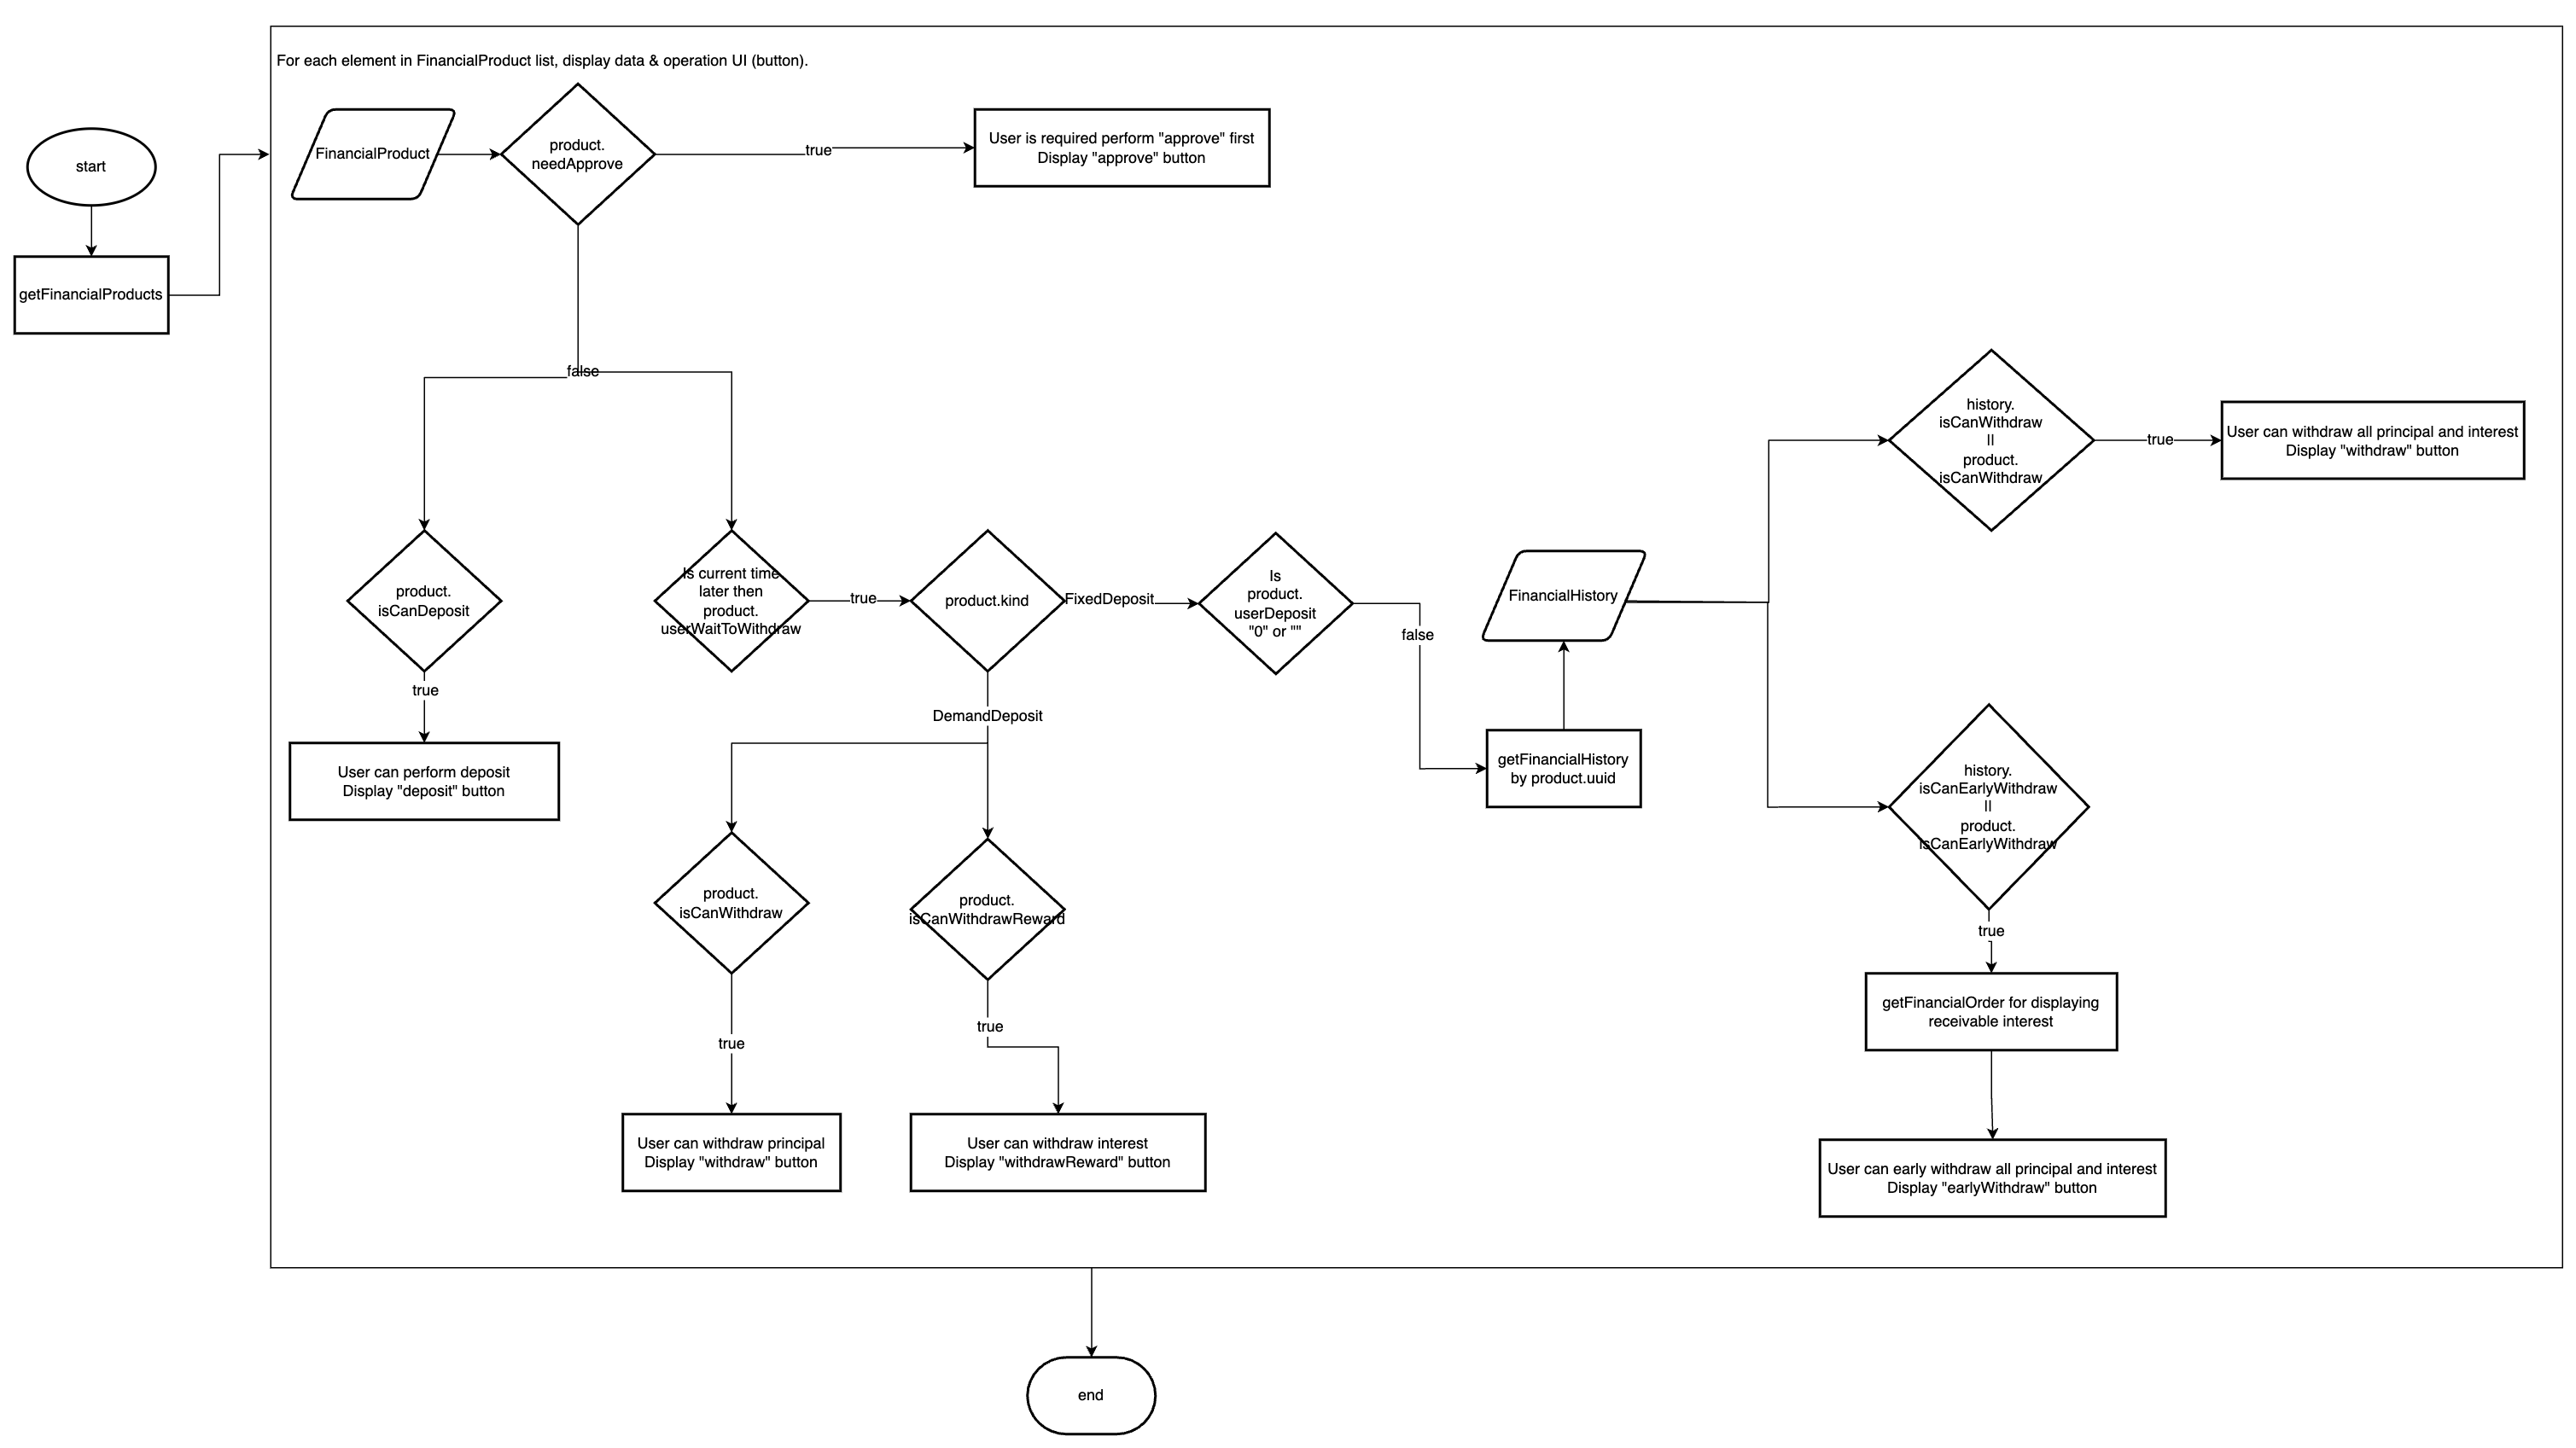 For each element in FinancialProduct list, display data & operation UI (button).
start
getFinancialProducts
FinancialProduct
product.
needApprove
true
User is required perform "approve" first
Display "approve" button
false
product.
isCanDeposit
true
User can perform deposit
Display "deposit" button
Is current time
later then
product.
userWaitToWithdraw
true
product.kind
FixedDeposit
Is
product.
userDeposit
"0" or ""
false
getFinancialHistory
by product.uuid
FinancialHistory
history.
isCanWithdraw
||
product.
isCanWithdraw
true
User can withdraw all principal and interest
Display "withdraw" button
history.
isCanEarlyWithdraw
||
product.
isCanEarlyWithdraw
true
getFinancialOrder for displaying
receivable interest
User can early withdraw all principal and interest
Display "earlyWithdraw" button
DemandDeposit
product.
isCanWithdraw
true
User can withdraw principal
Display "withdraw" button
product.
isCanWithdrawReward
true
User can withdraw interest
Display "withdrawReward" button
end